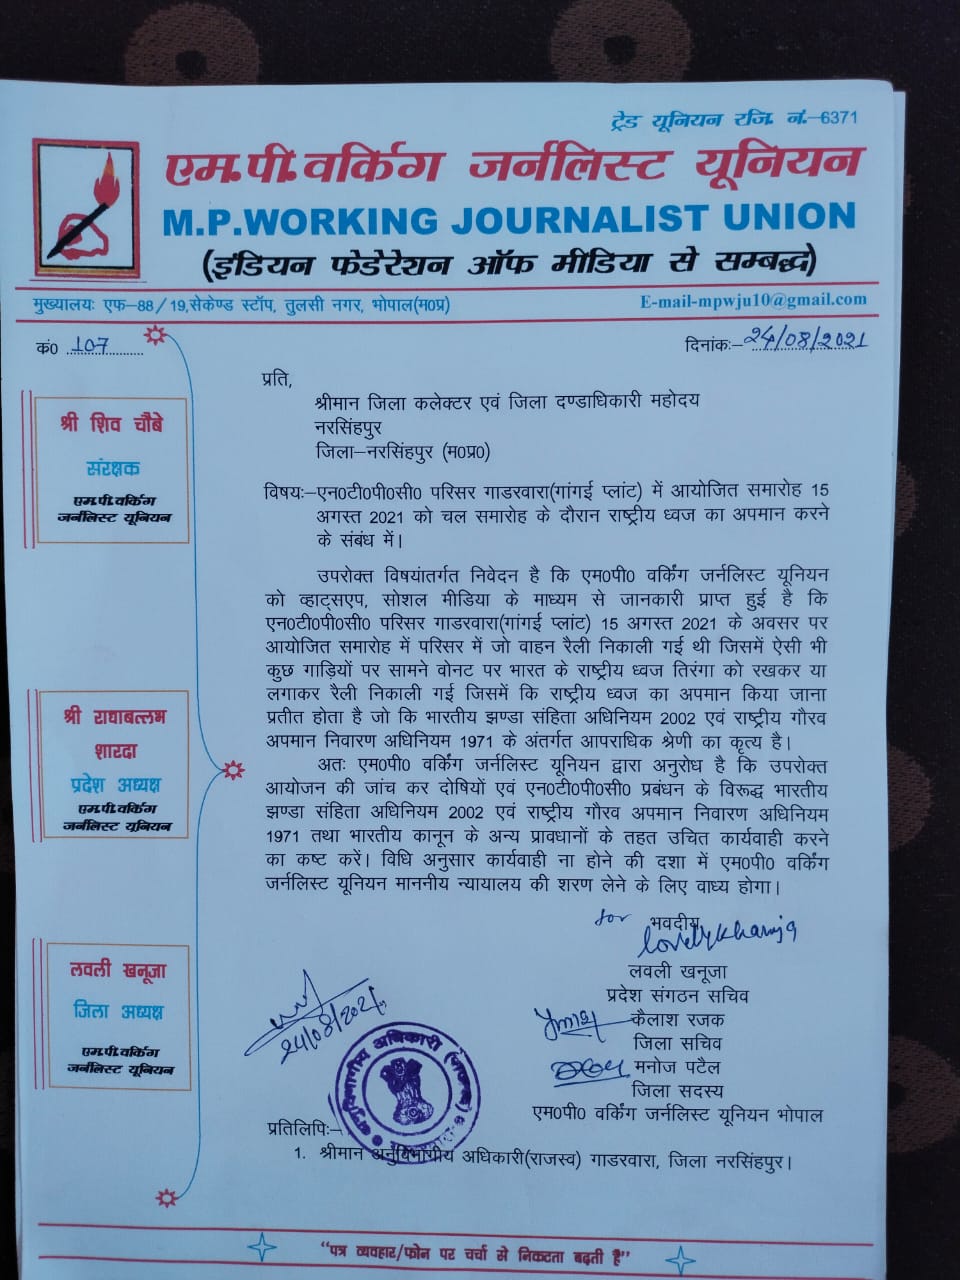 ट्रेड यूनियन रजि. नं.–6371
एम.पी.वर्किग जर्नलिस्ट यूनियन
M.P.WORKING JOURNALIST UNION
(इंडियन फेडेरेशन ऑफ मीडिया से सम्बद्ध)
मुख्यालयः एफ–88/19,सेकेण्ड स्टॉप, तुलसी नगर, भोपाल(म0प्र)
E-mail-mpwju10@gmail.com
कं0 107
दिनांकः– 24/08/2021
श्री शिव चौबे
संरक्षक
एम.पी.वर्किग
जर्नलिस्ट यूनियन
श्री राधाबल्लभ
शारदा
प्रदेश अध्यक्ष
एम.पी.वर्किग
जर्नलिस्ट यूनियन
लवली खनूजा
जिला अध्यक्ष
एम.पी.वर्किग
जर्नलिस्ट यूनियन
प्रति,
श्रीमान जिला कलेक्टर एवं जिला दण्डाधिकारी महोदय
नरसिंहपुर
जिला–नरसिंहपुर (म0प्र0)
विषयः–एन0टी0पी0सी0 परिसर गाडरवारा(गांगई प्लांट) में आयोजित समारोह 15
अगस्त 2021 को चल समारोह के दौरान राष्ट्रीय ध्वज का अपमान करने
के संबंध में।
उपरोक्त विषयांतर्गत निवेदन है कि एम0पी0 वर्किंग जर्नलिस्ट यूनियन
को व्हाट्सएप, सोशल मीडिया के माध्यम से जानकारी प्राप्त हुई है कि
एन0टी0पी0सी0 परिसर गाडरवारा(गांगई प्लांट) 15 अगस्त 2021 के अवसर पर
आयोजित समारोह में परिसर में जो वाहन रैली निकाली गई थी जिसमें ऐसी भी
कुछ गाड़ियों पर सामने वोनट पर भारत के राष्ट्रीय ध्वज तिरंगा को रखकर या
लगाकर रैली निकाली गई जिसमें कि राष्ट्रीय ध्वज का अपमान किया जाना
प्रतीत होता है जो कि भारतीय झण्डा संहिता अधिनियम 2002 एवं राष्ट्रीय गौरव
अपमान निवारण अधिनियम 1971 के अंतर्गत आपराधिक श्रेणी का कृत्य है।
अतः एम0पी0 वर्किंग जर्नलिस्ट यूनियन द्वारा अनुरोध है कि उपरोक्त
आयोजन की जांच कर दोषियों एवं एन0टी0पी0सी0 प्रबंधन के विरूद्ध भारतीय
झण्डा संहिता अधिनियम 2002 एवं राष्ट्रीय गौरव अपमान निवारण अधिनियम
1971 तथा भारतीय कानून के अन्य प्रावधानों के तहत उचित कार्यवाही करने
का कष्ट करें। विधि अनुसार कार्यवाही ना होने की दशा में एम0पी0 वर्किंग
जर्नलिस्ट यूनियन माननीय न्यायालय की शरण लेने के लिए वाध्य होगा।
for भवदीय
lovelykhanuja
लवली खनूजा
प्रदेश संगठन सचिव
कैलाश रजक
जिला सचिव
मनोज पटैल
जिला सदस्य
एम0पी0 वर्किंग जर्नलिस्ट यूनियन भोपाल
24/08/2021
अनुविभागीय अधिकारी
प्रतिलिपिः–
1. श्रीमान अनुविभागीय अधिकारी(राजस्व) गाडरवारा, जिला नरसिंहपुर।
“पत्र व्यवहार/फोन पर चर्चा से निकटता बढ़ती है”